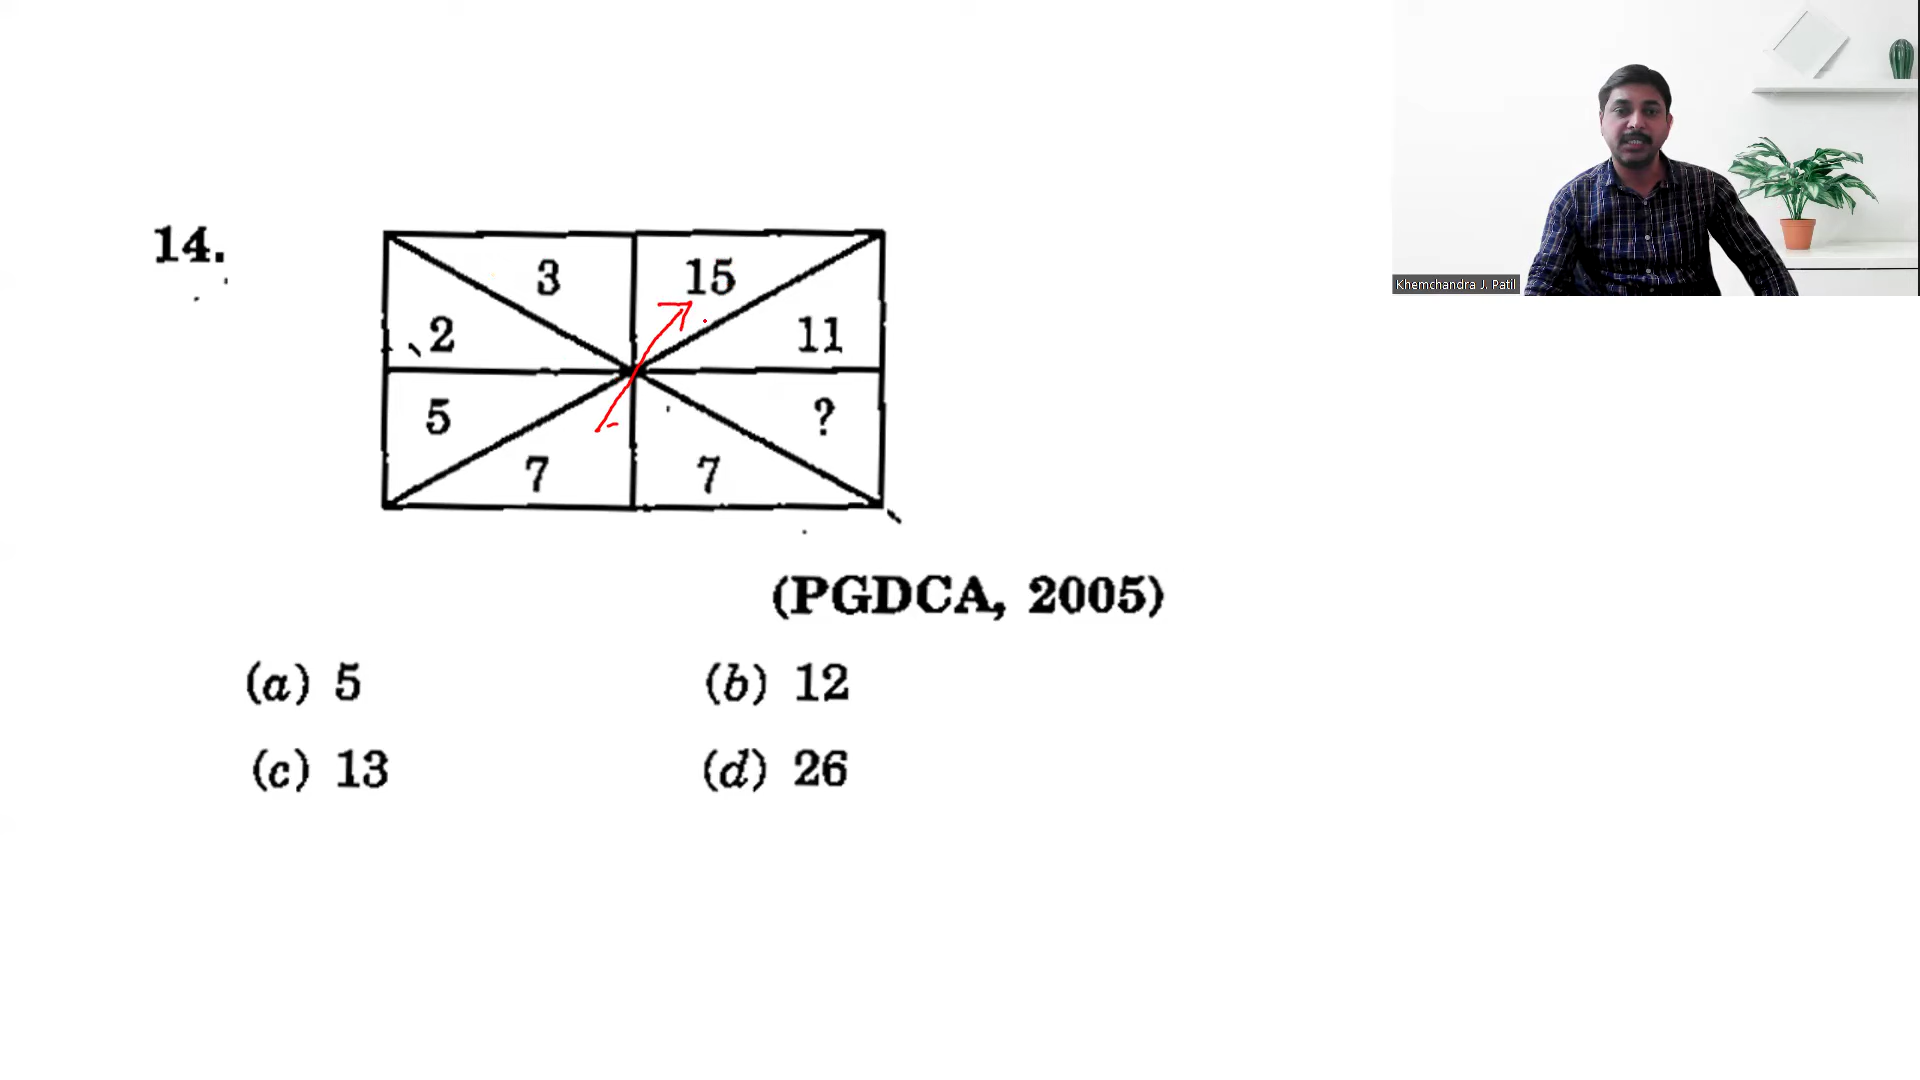 14.
3 15
2 11
5 ?
7 7
(PGDCA, 2005)
(a) 5 (b) 12
(c) 13 (d) 26
Khemchandra J. Patil